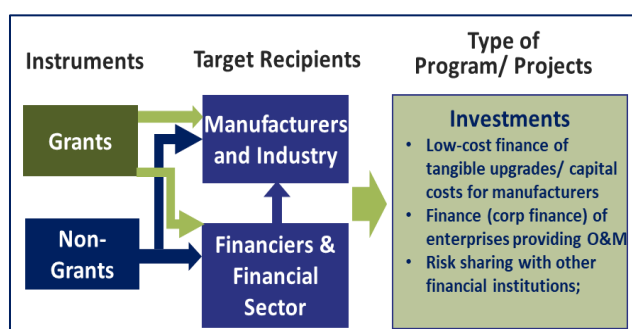 Instruments
Target Recipients
Type of
Program/ Projects
Grants
Non-
Grants
Manufacturers
and Industry
Financiers &
Financial
Sector
Investments
• Low-cost finance of
tangible upgrades/ capital
costs for manufacturers
• Finance (corp finance) of
enterprises providing O&M
• Risk sharing with other
financial institutions;